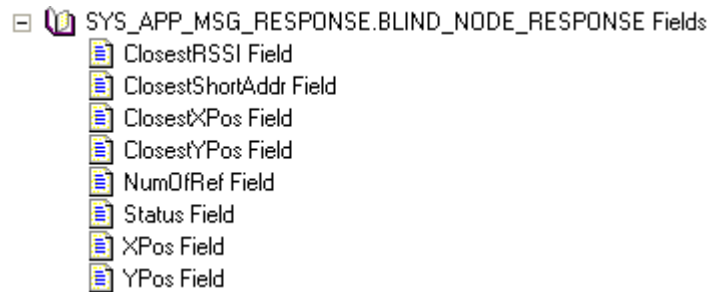 SYS_APP_MSG_RESPONSE.BLIND_NODE_RESPONSE Fields
ClosestRSSI Field
ClosestShortAddr Field
ClosestXPos Field
ClosestYPos Field
NumOfRef Field
Status Field
XPos Field
YPos Field